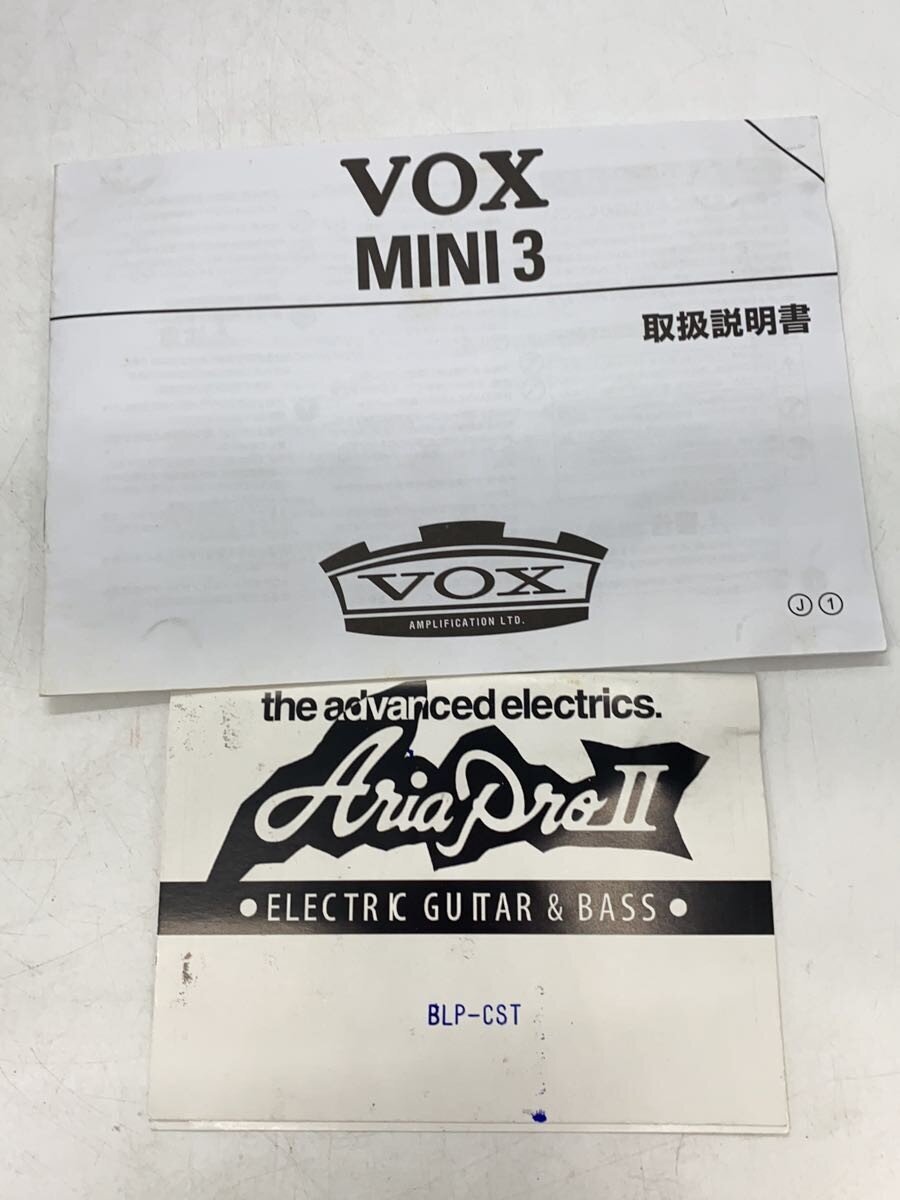 VOX
MINI 3
取扱説明書
VOX
AMPLIFICATION LTD.
J 1
the advanced electrics.
Aria Pro II
• ELECTRIC GUITAR & BASS •
BLP-CST